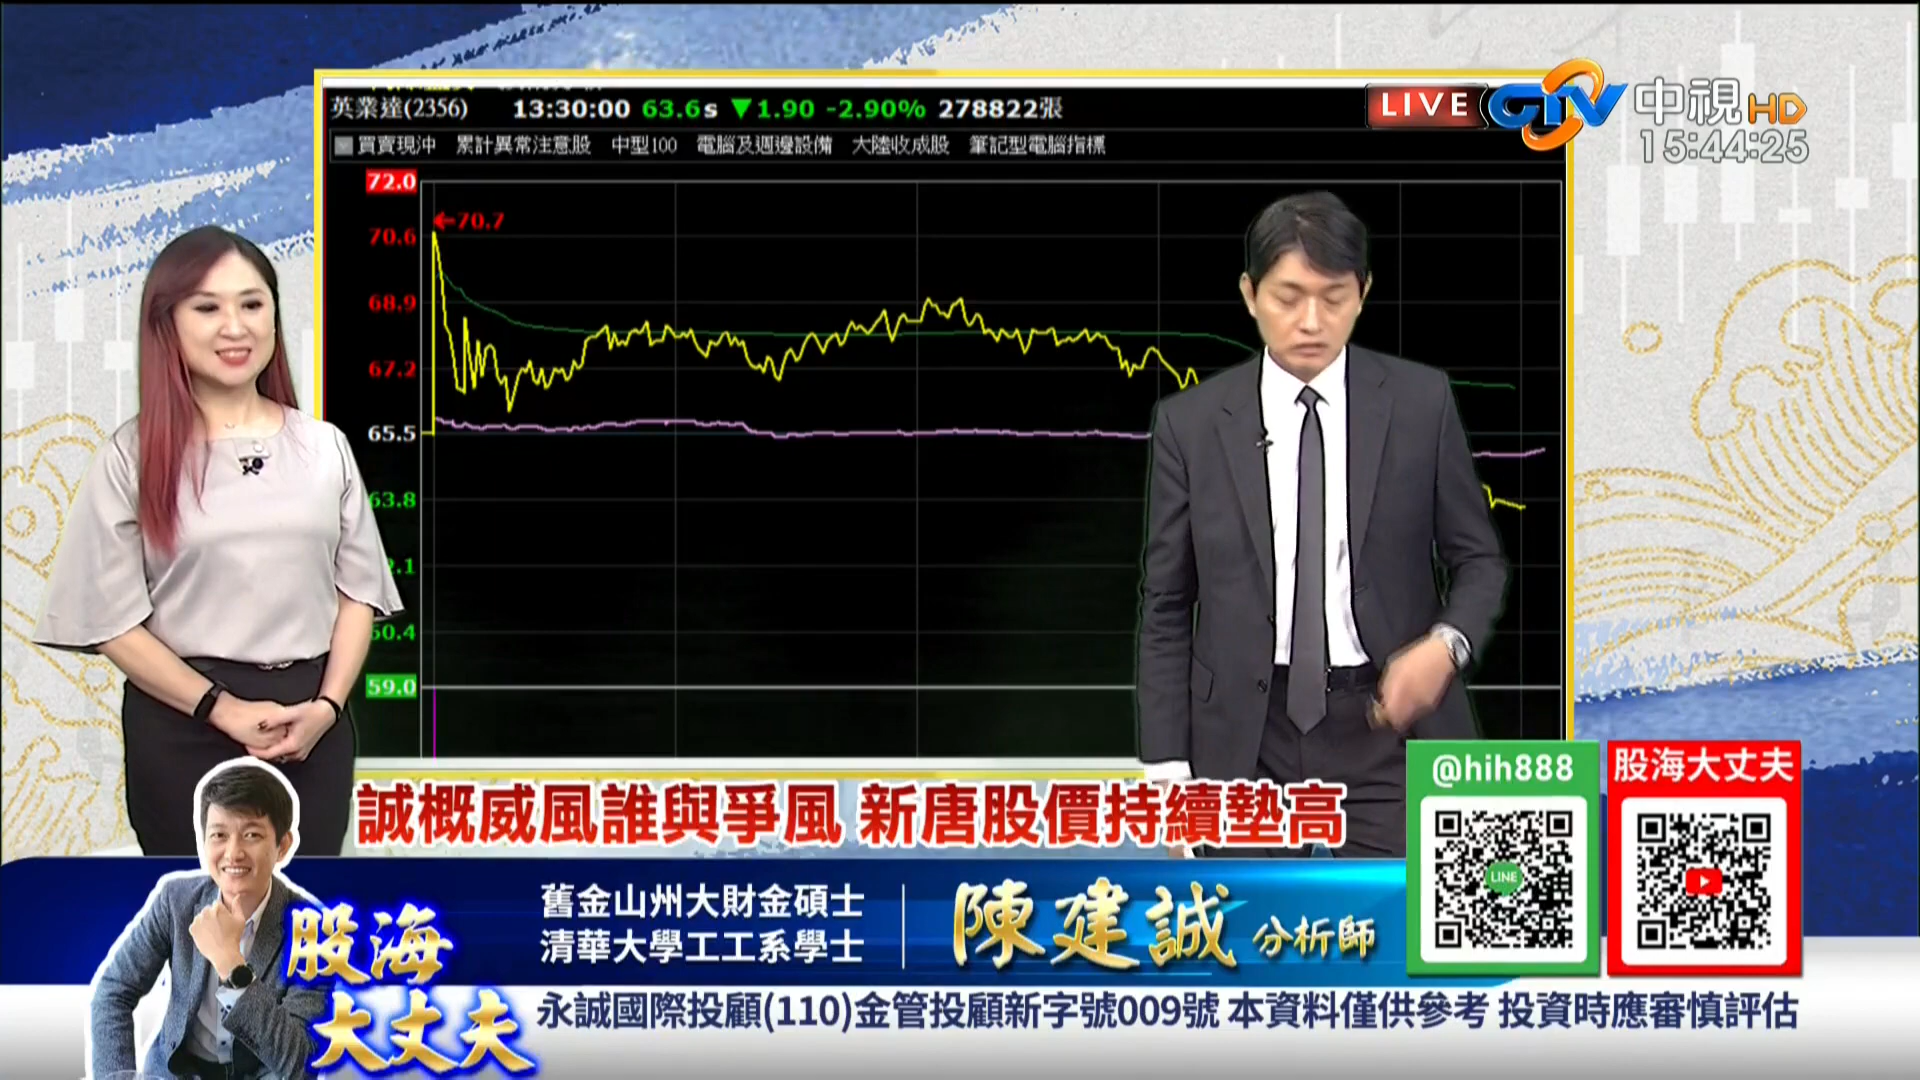 英業達(2356) 13:30:00 63.6s ▼1.90 -2.90% 278822張
買賣現沖 累計異常注意股 中型100 電腦及週邊設備 大陸收成股 筆記型電腦指標
LIVE CTV 中視HD
15:44:25
72.0
←70.7
70.6
68.9
67.2
65.5
63.8
2.1
60.4
59.0
@hih888
LINE
股海大丈夫
誠概威風誰與爭風 新唐股價持續墊高
舊金山州大財金碩士
清華大學工工系學士
陳建誠 分析師
股海
大丈夫
永誠國際投顧(110)金管投顧新字號009號 本資料僅供參考 投資時應審慎評估